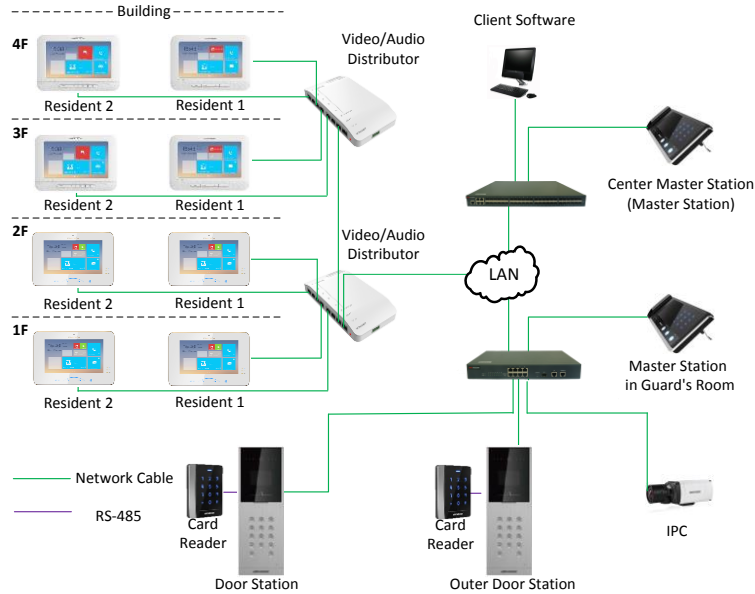 Building
4F
Resident 2
Resident 1
Video/Audio
Distributor
3F
Resident 2
Resident 1
2F
Resident 2
Resident 1
Video/Audio
Distributor
1F
Resident 2
Resident 1
Client Software
Center Master Station
(Master Station)
LAN
Master Station
in Guard's Room
Network Cable
RS-485
Card
Reader
Door Station
Card
Reader
Outer Door Station
IPC